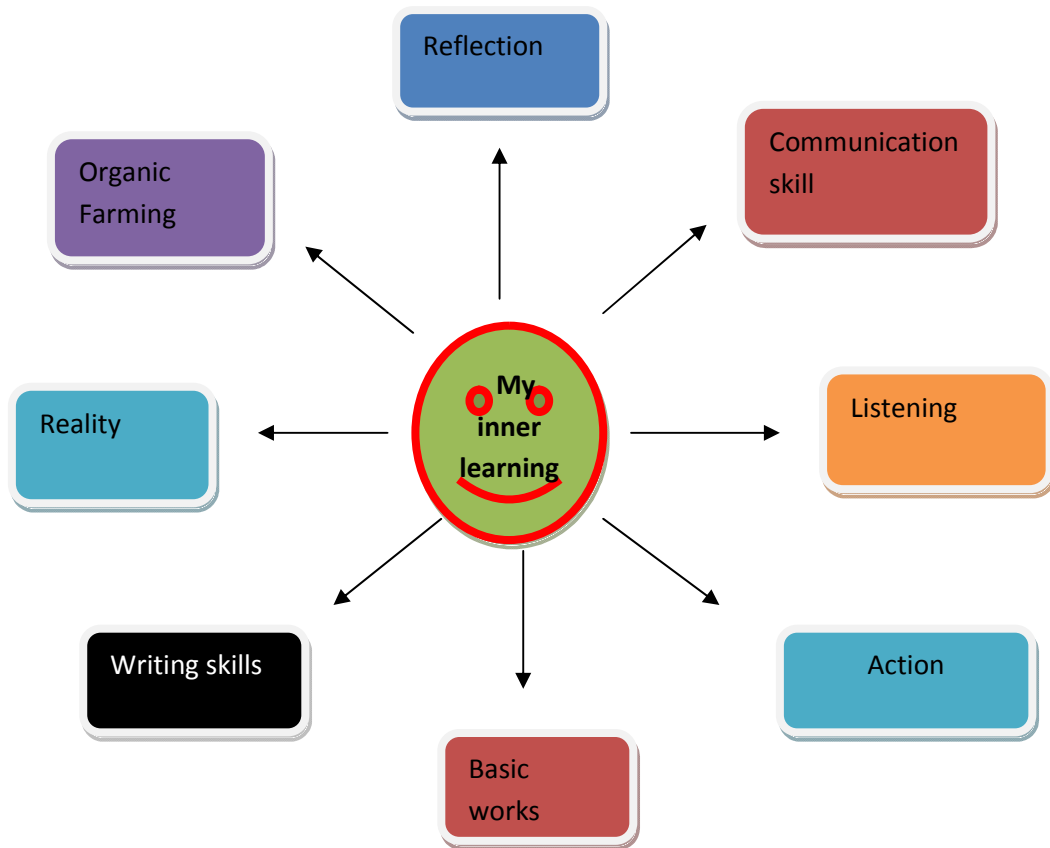 Reflection
Communication
skill
Organic
Farming
My
inner
learning
Reality
Listening
Writing skills
Action
Basic
works